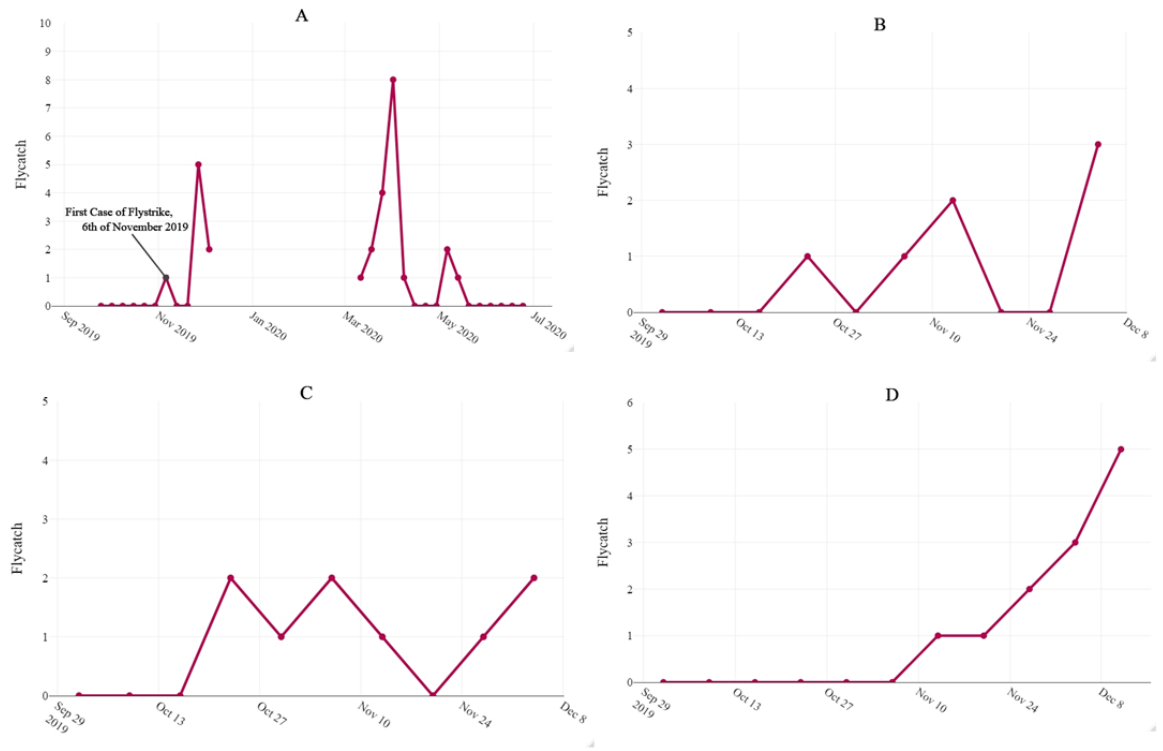 A
10
9
8
7
6
5
4
3
2
1
0
Flycatch
First Case of Flystrike,
6th of November 2019
Sep 2019
Nov 2019
Jan 2020
Mar 2020
May 2020
Jul 2020
B
5
4
3
2
1
0
Flycatch
Sep 29
2019
Oct 13
Oct 27
Nov 10
Nov 24
Dec 8
C
5
4
3
2
1
0
Flycatch
Sep 29
2019
Oct 13
Oct 27
Nov 10
Nov 24
Dec 8
D
6
5
4
3
2
1
0
Flycatch
Sep 29
2019
Oct 13
Oct 27
Nov 10
Nov 24
Dec 8